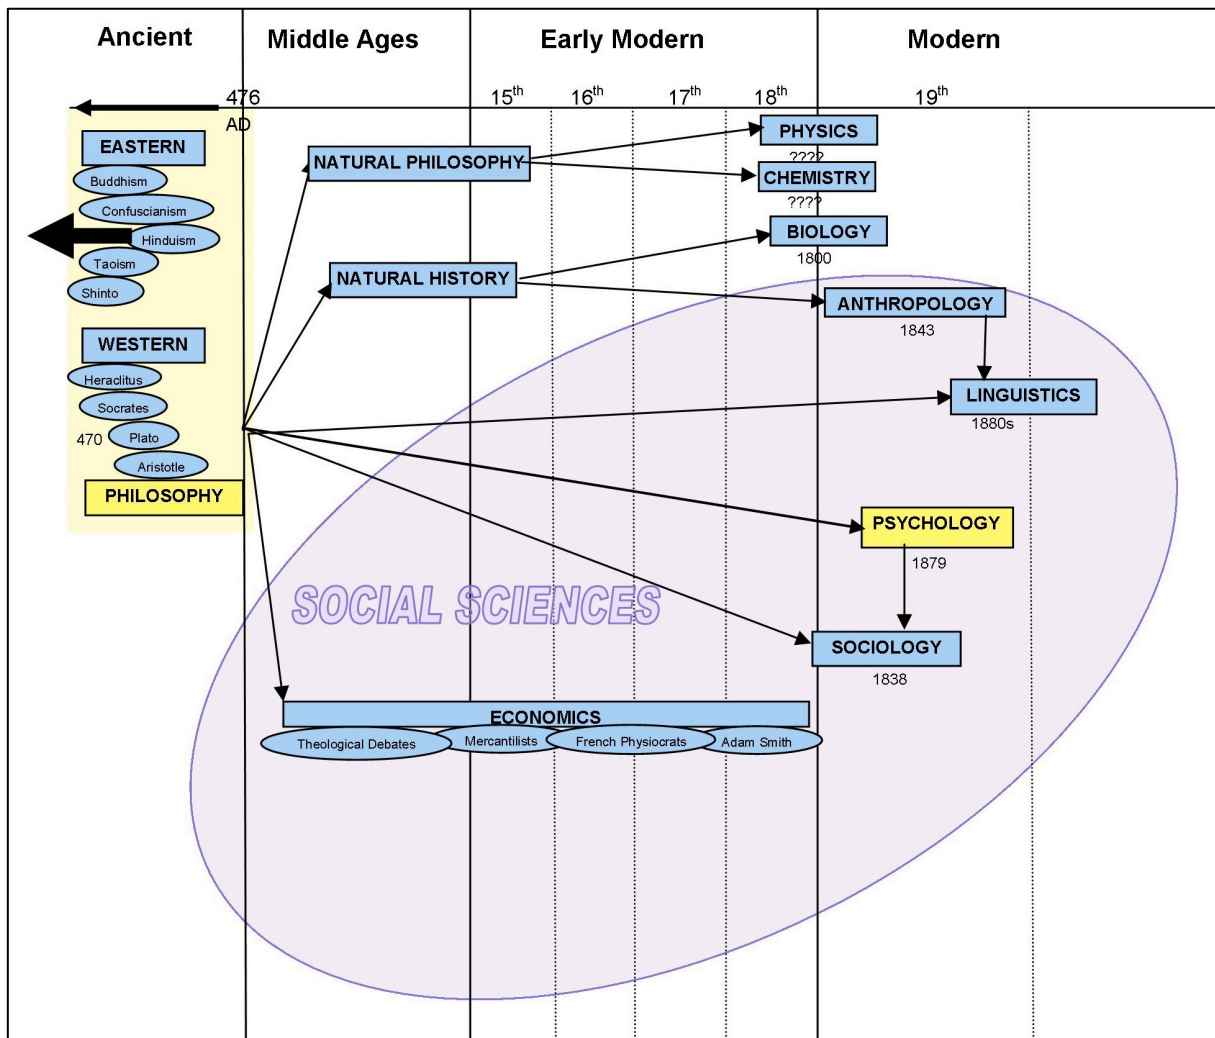 Ancient
Middle Ages
Early Modern
Modern
476
AD
15th
16th
17th
18th
19th
EASTERN
Buddhism
Confuscianism
Hinduism
Taoism
Shinto
WESTERN
Heraclitus
Socrates
470
Plato
Aristotle
PHILOSOPHY
NATURAL PHILOSOPHY
NATURAL HISTORY
PHYSICS
????
CHEMISTRY
????
BIOLOGY
1800
ANTHROPOLOGY
1843
LINGUISTICS
1880s
PSYCHOLOGY
1879
SOCIAL SCIENCES
SOCIOLOGY
1838
ECONOMICS
Theological Debates
Mercantilists
French Physiocrats
Adam Smith